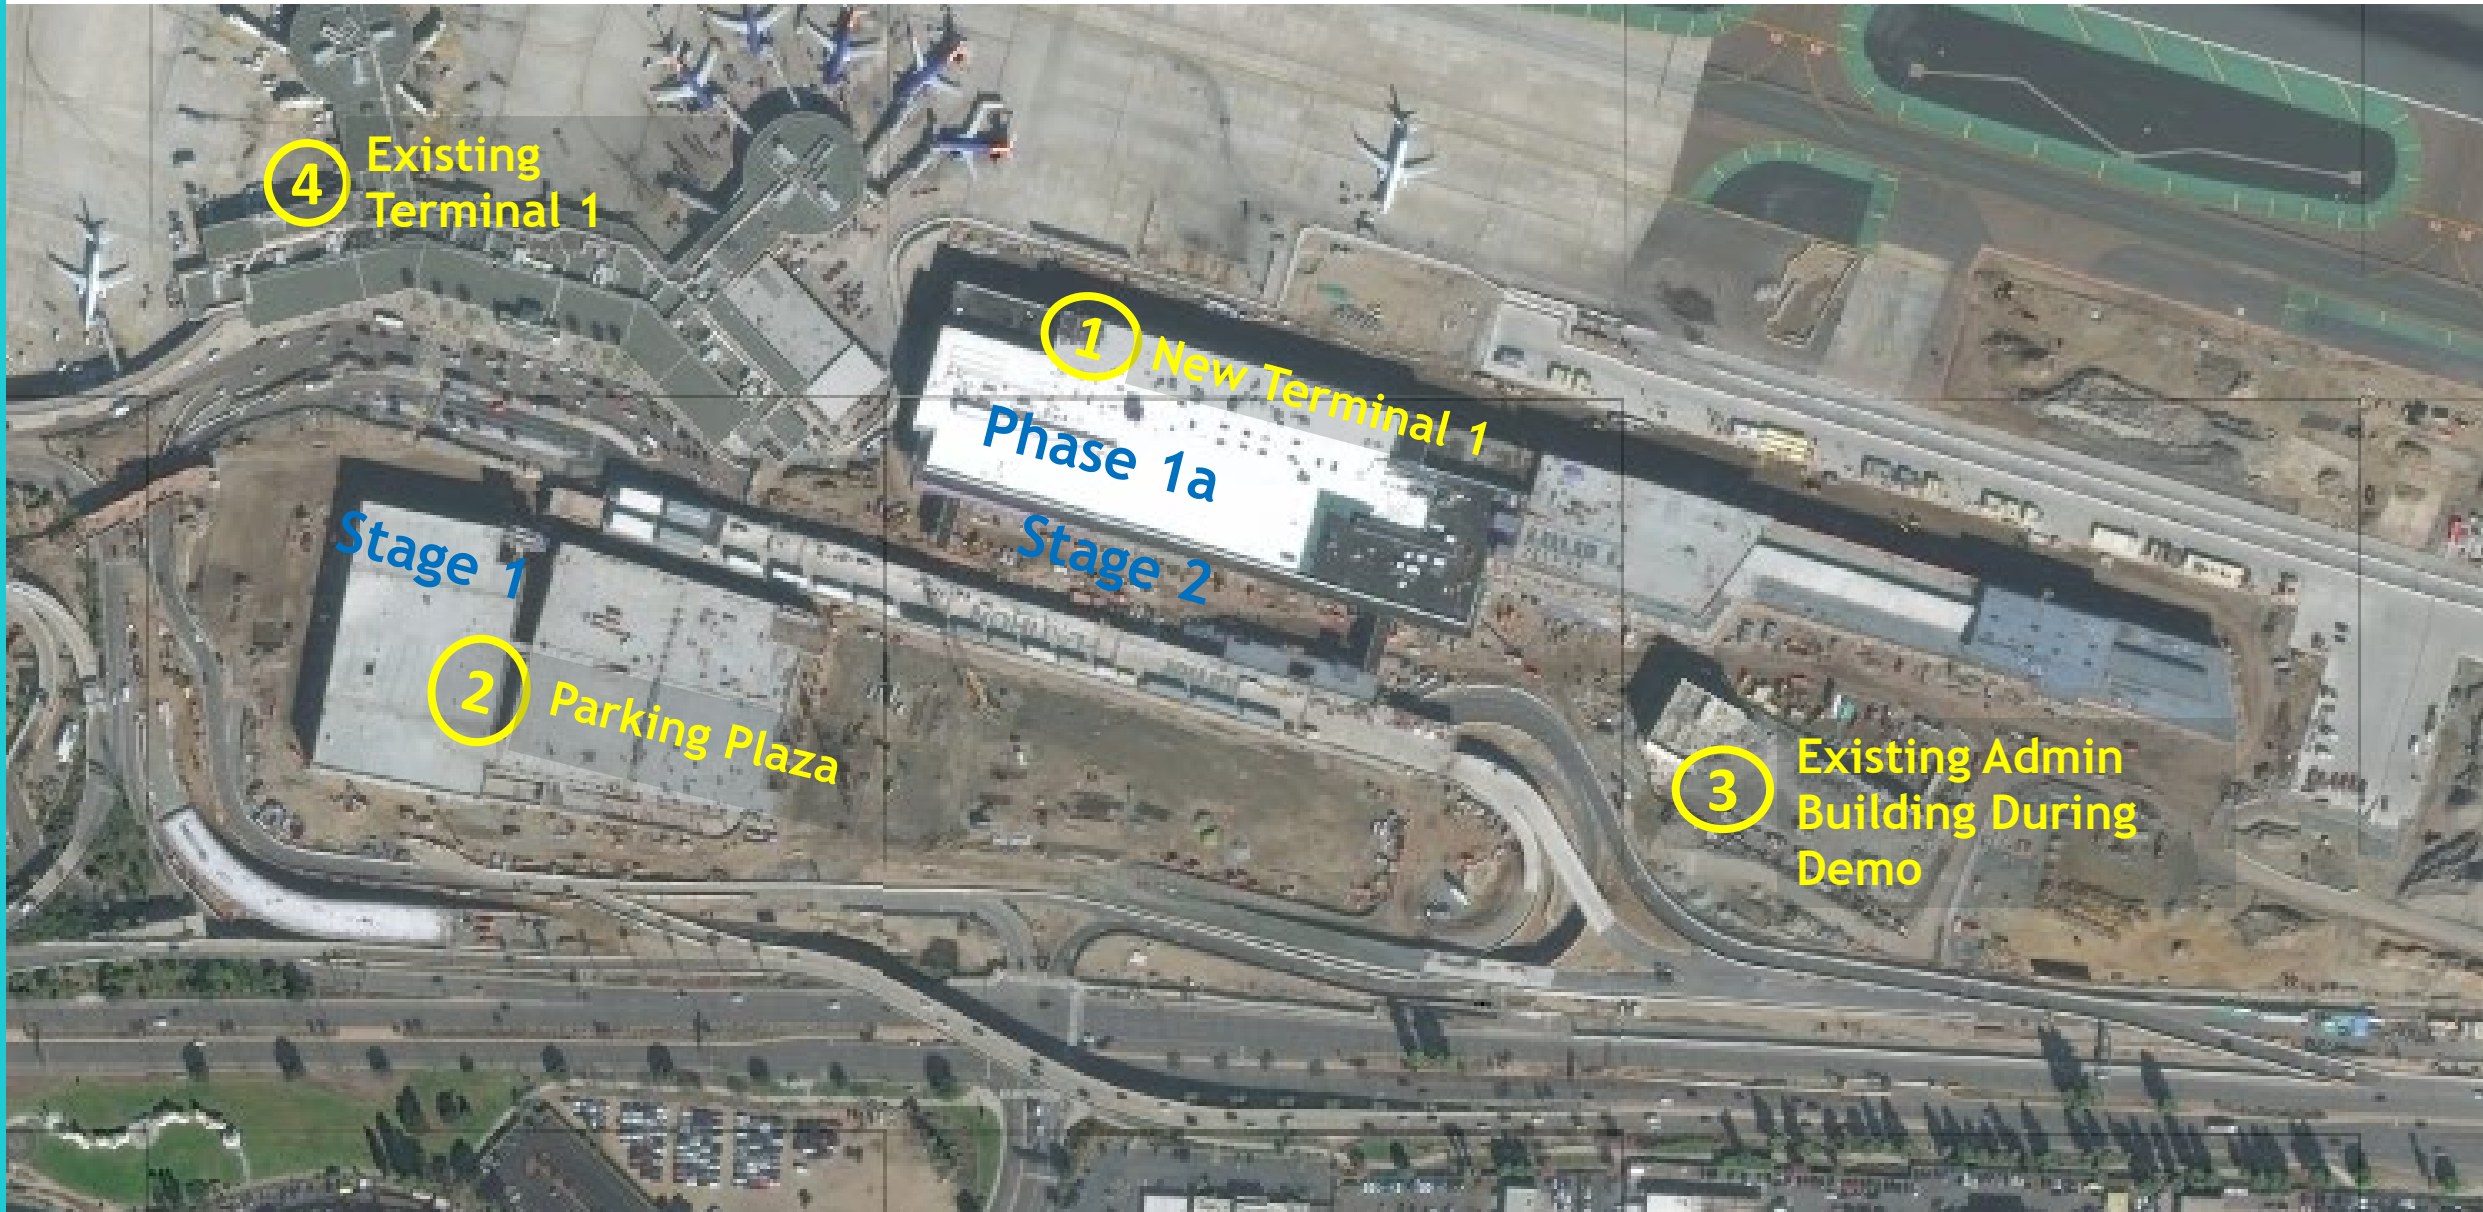 4
Existing
Terminal 1
1
New Terminal 1
Phase 1a
Stage 2
Stage 1
2
Parking Plaza
3
Existing Admin
Building During
Demo